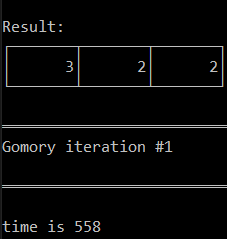 Result:
3 2 2
Gomory iteration #1
time is 558